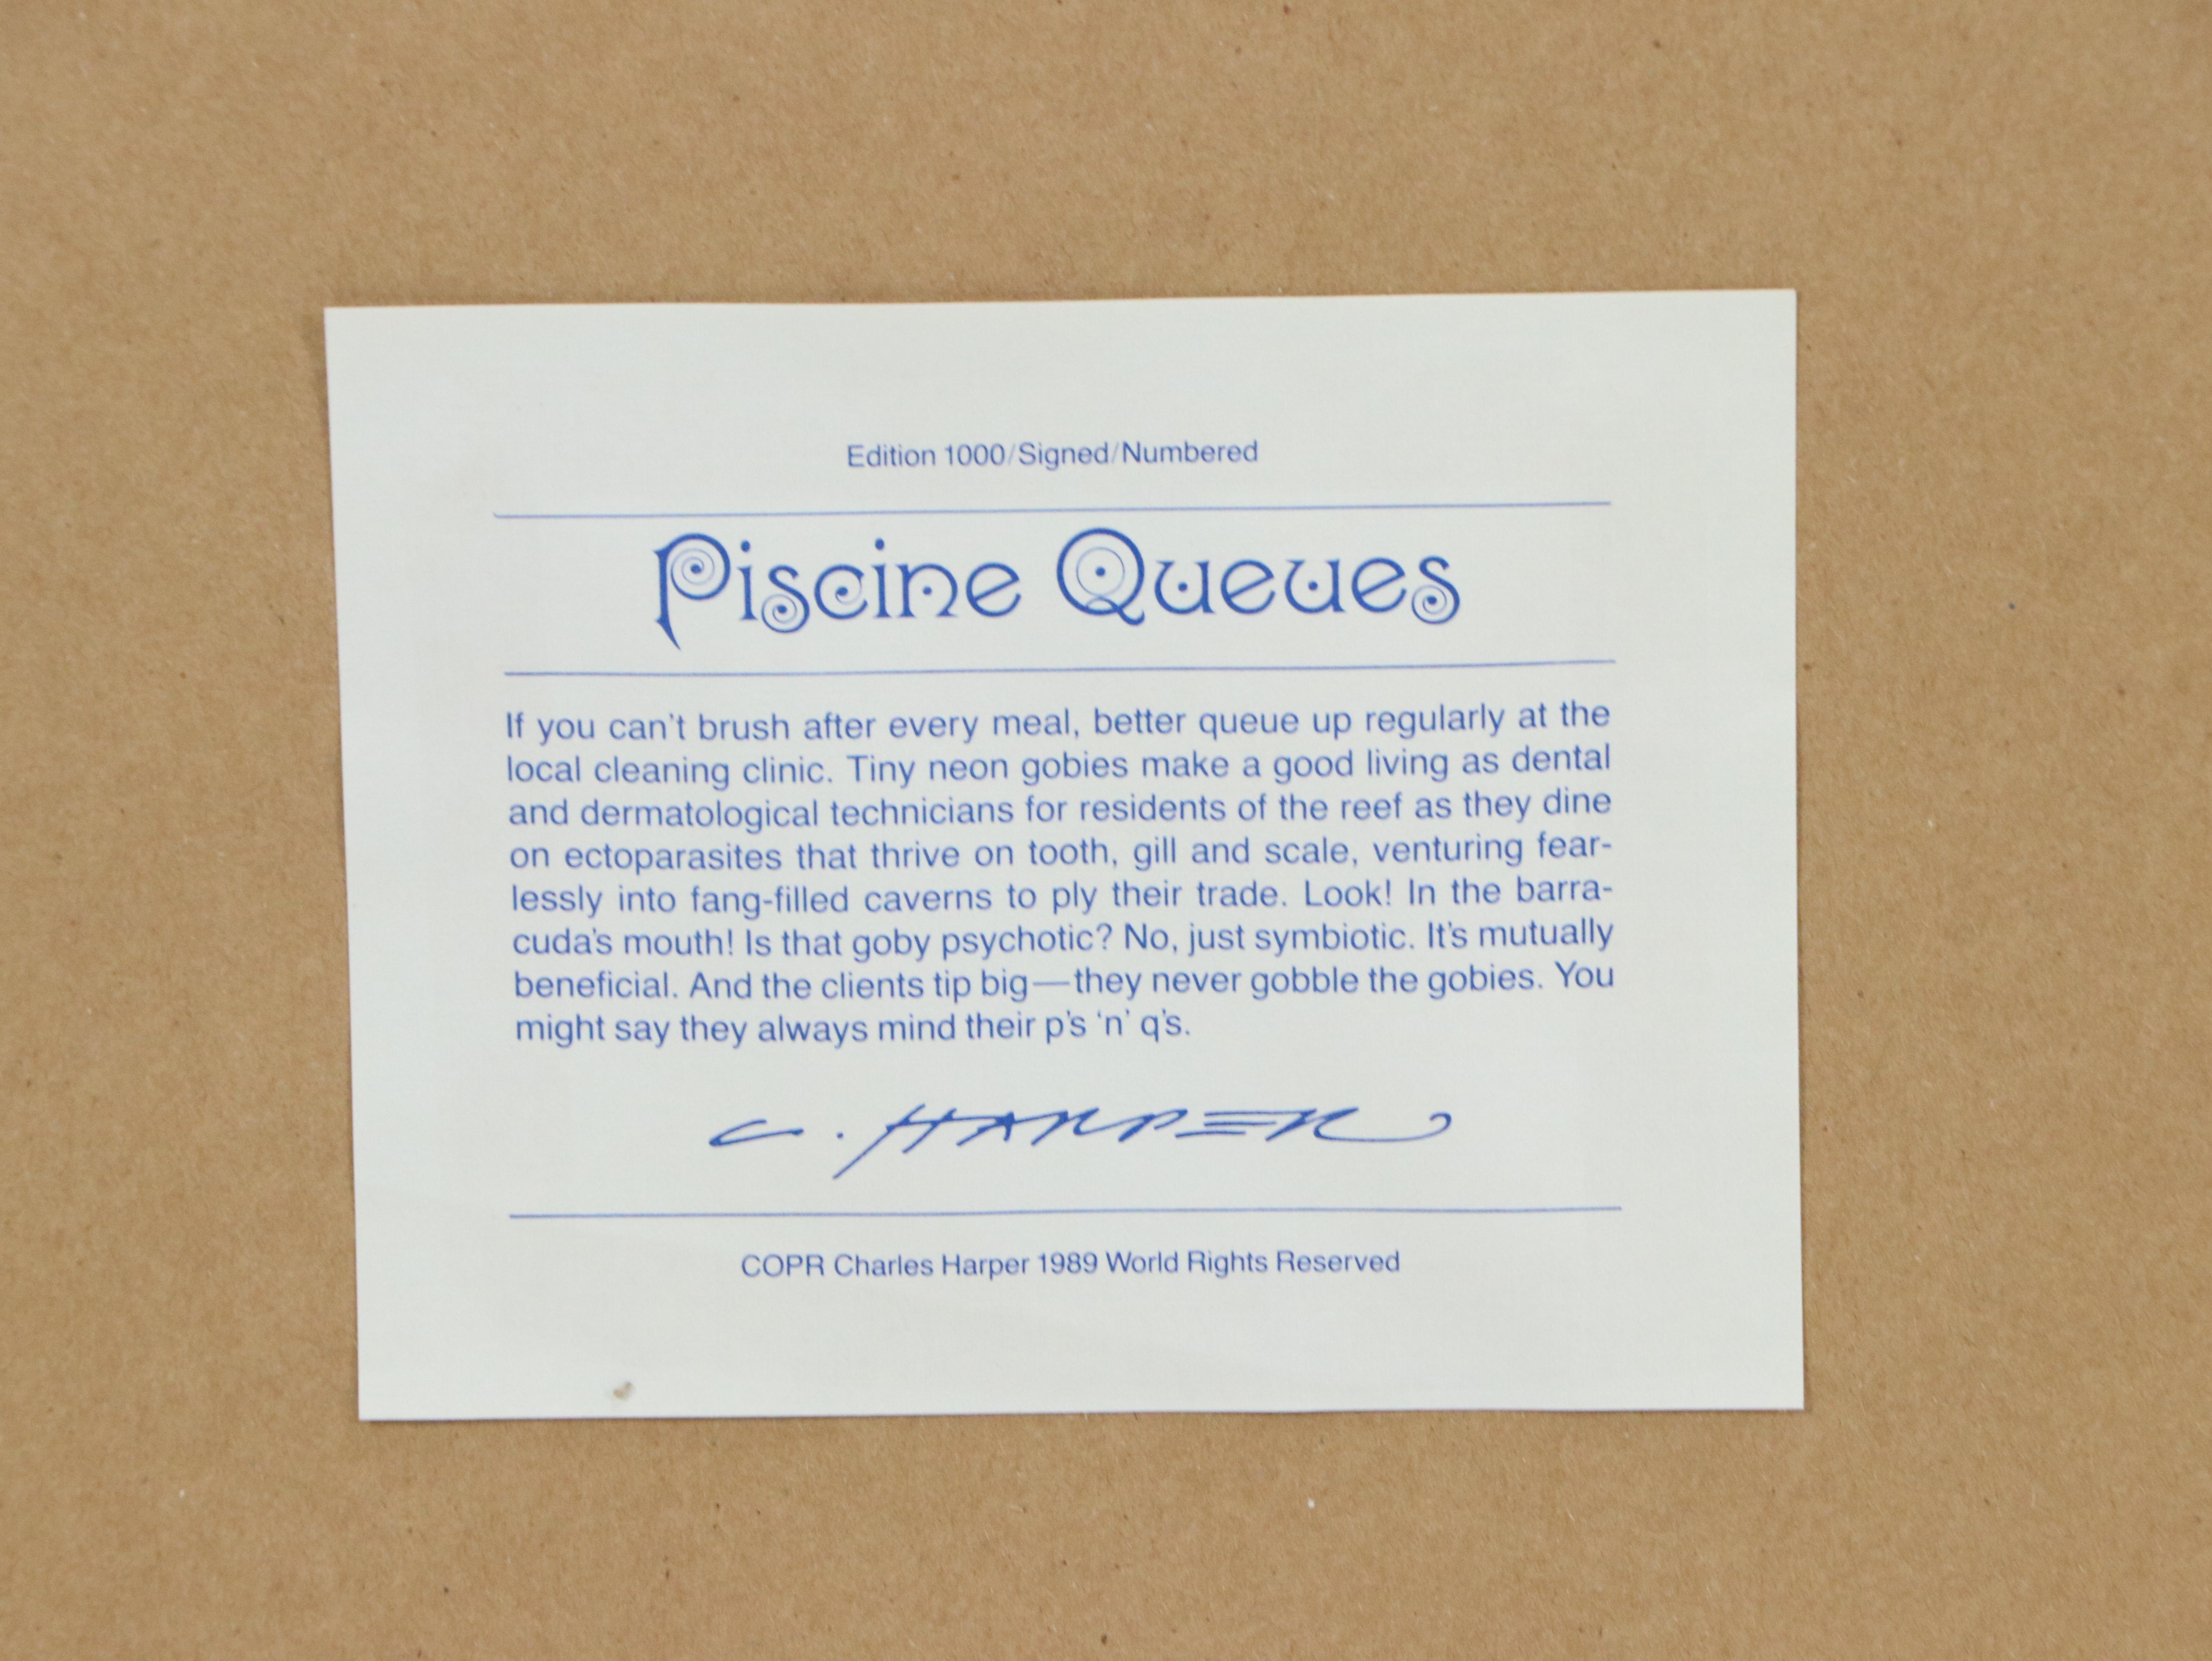 Edition 1000/Signed/Numbered
Piscine Queues
If you can't brush after every meal, better queue up regularly at the
local cleaning clinic. Tiny neon gobies make a good living as dental
and dermatological technicians for residents of the reef as they dine
on ectoparasites that thrive on tooth, gill and scale, venturing fear-
lessly into fang-filled caverns to ply their trade. Look! In the barra-
cuda's mouth! Is that goby psychotic? No, just symbiotic. It's mutually
beneficial. And the clients tip big—they never gobble the gobies. You
might say they always mind their p's 'n' q's.
C. HARPER
COPR Charles Harper 1989 World Rights Reserved